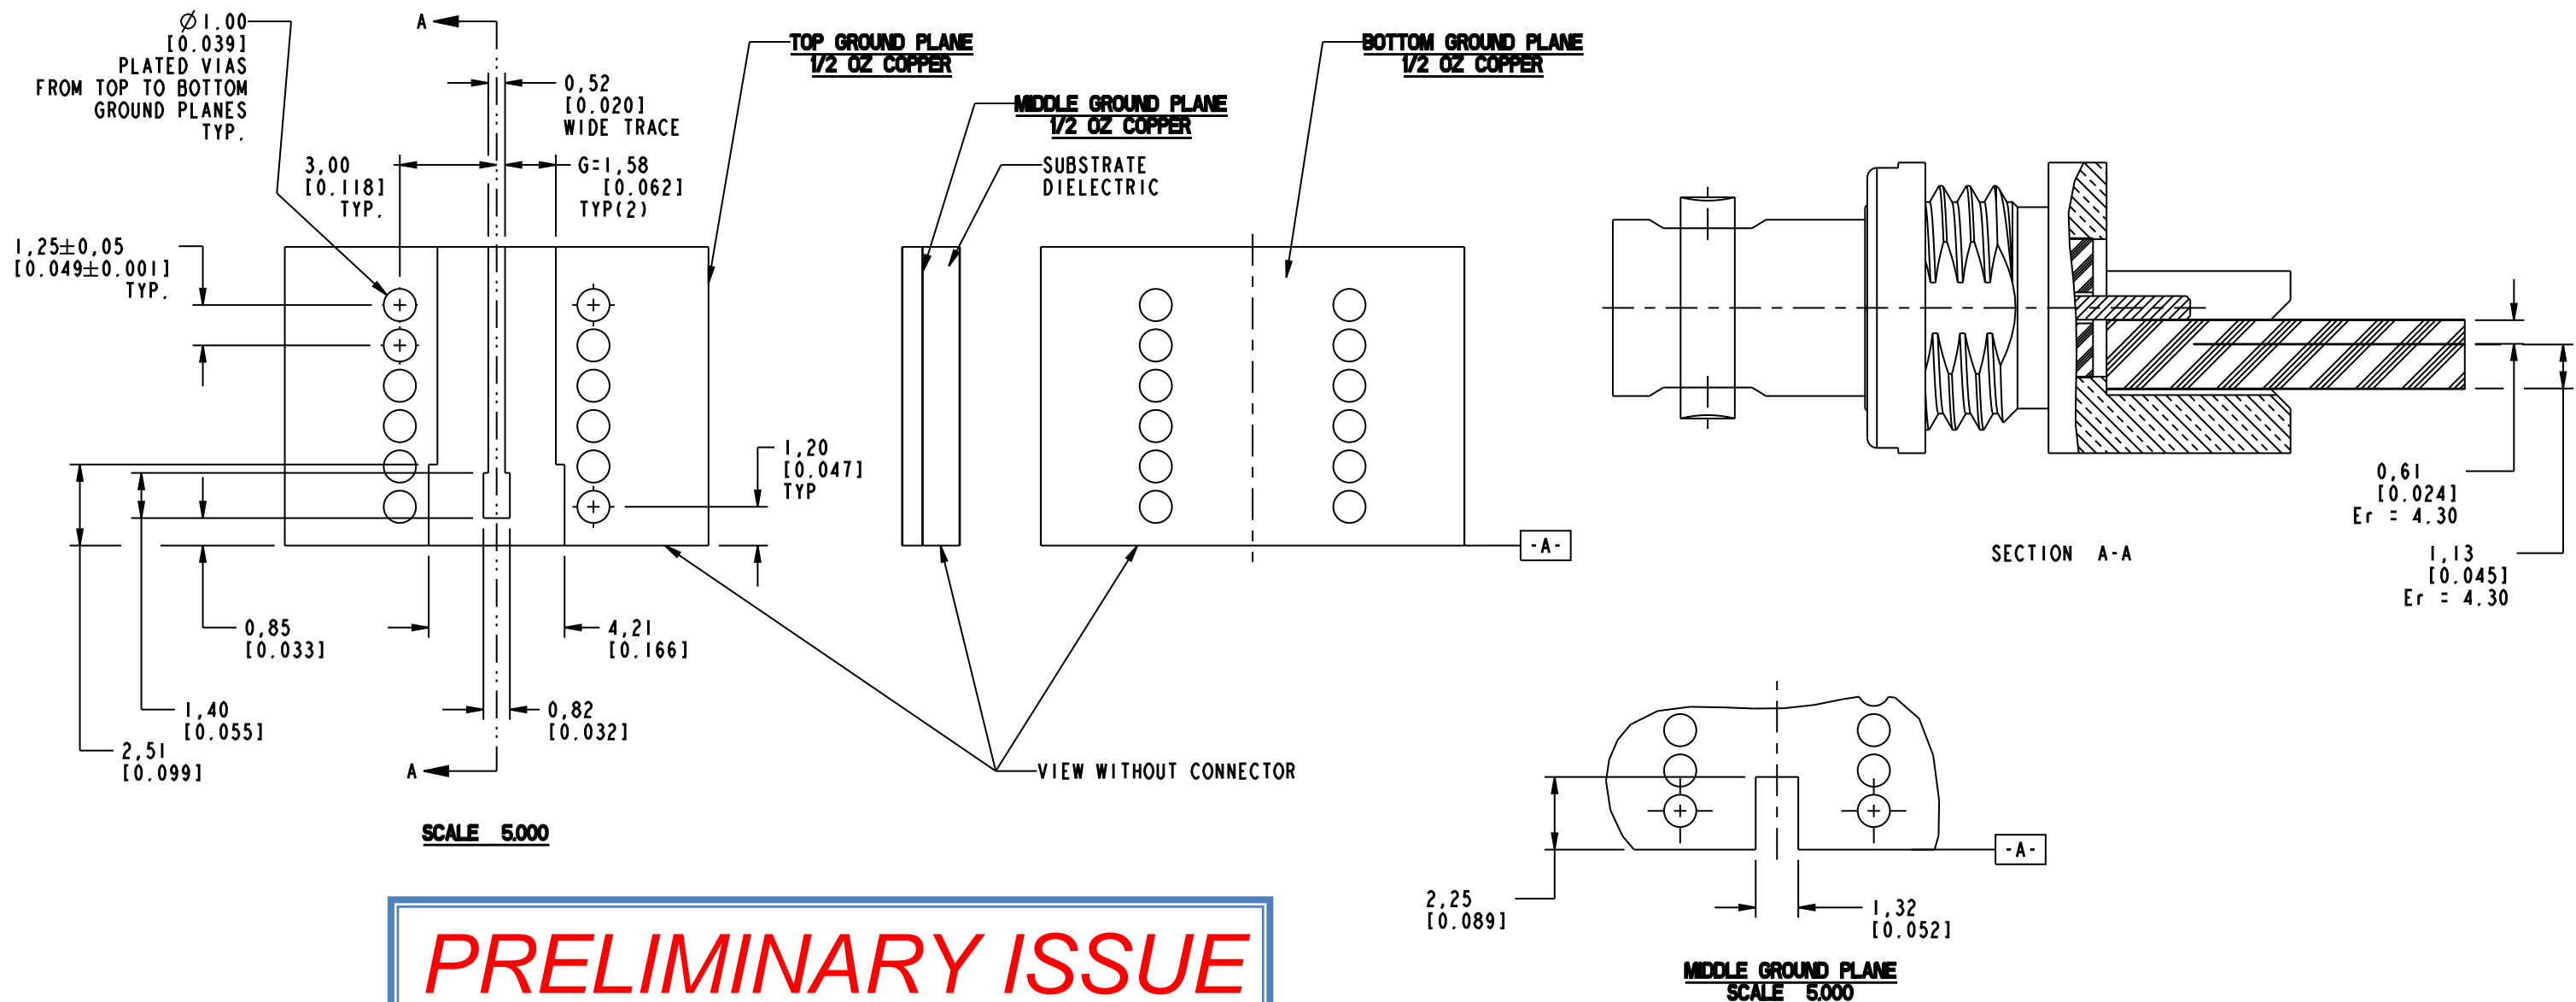 Ø1.00
[0.039]
PLATED VIAS
FROM TOP TO BOTTOM
GROUND PLANES
TYP.
A
0,52
[0.020]
WIDE TRACE
3,00
[0.118]
TYP.
G=1,58
[0.062]
TYP(2)
1,25±0,05
[0.049±0.001]
TYP.
TOP GROUND PLANE
1/2 OZ COPPER
MIDDLE GROUND PLANE
1/2 OZ COPPER
SUBSTRATE
DIELECTRIC
BOTTOM GROUND PLANE
1/2 OZ COPPER
1,20
[0.047]
TYP
0,85
[0.033]
4,21
[0.166]
1,40
[0.055]
0,82
[0.032]
2,51
[0.099]
A
VIEW WITHOUT CONNECTOR
-A-
SCALE 5.000
0,61
[0.024]
Er = 4.30
SECTION A-A
1,13
[0.045]
Er = 4.30
2,25
[0.089]
1,32
[0.052]
-A-
MIDDLE GROUND PLANE
SCALE 5.000
PRELIMINARY ISSUE